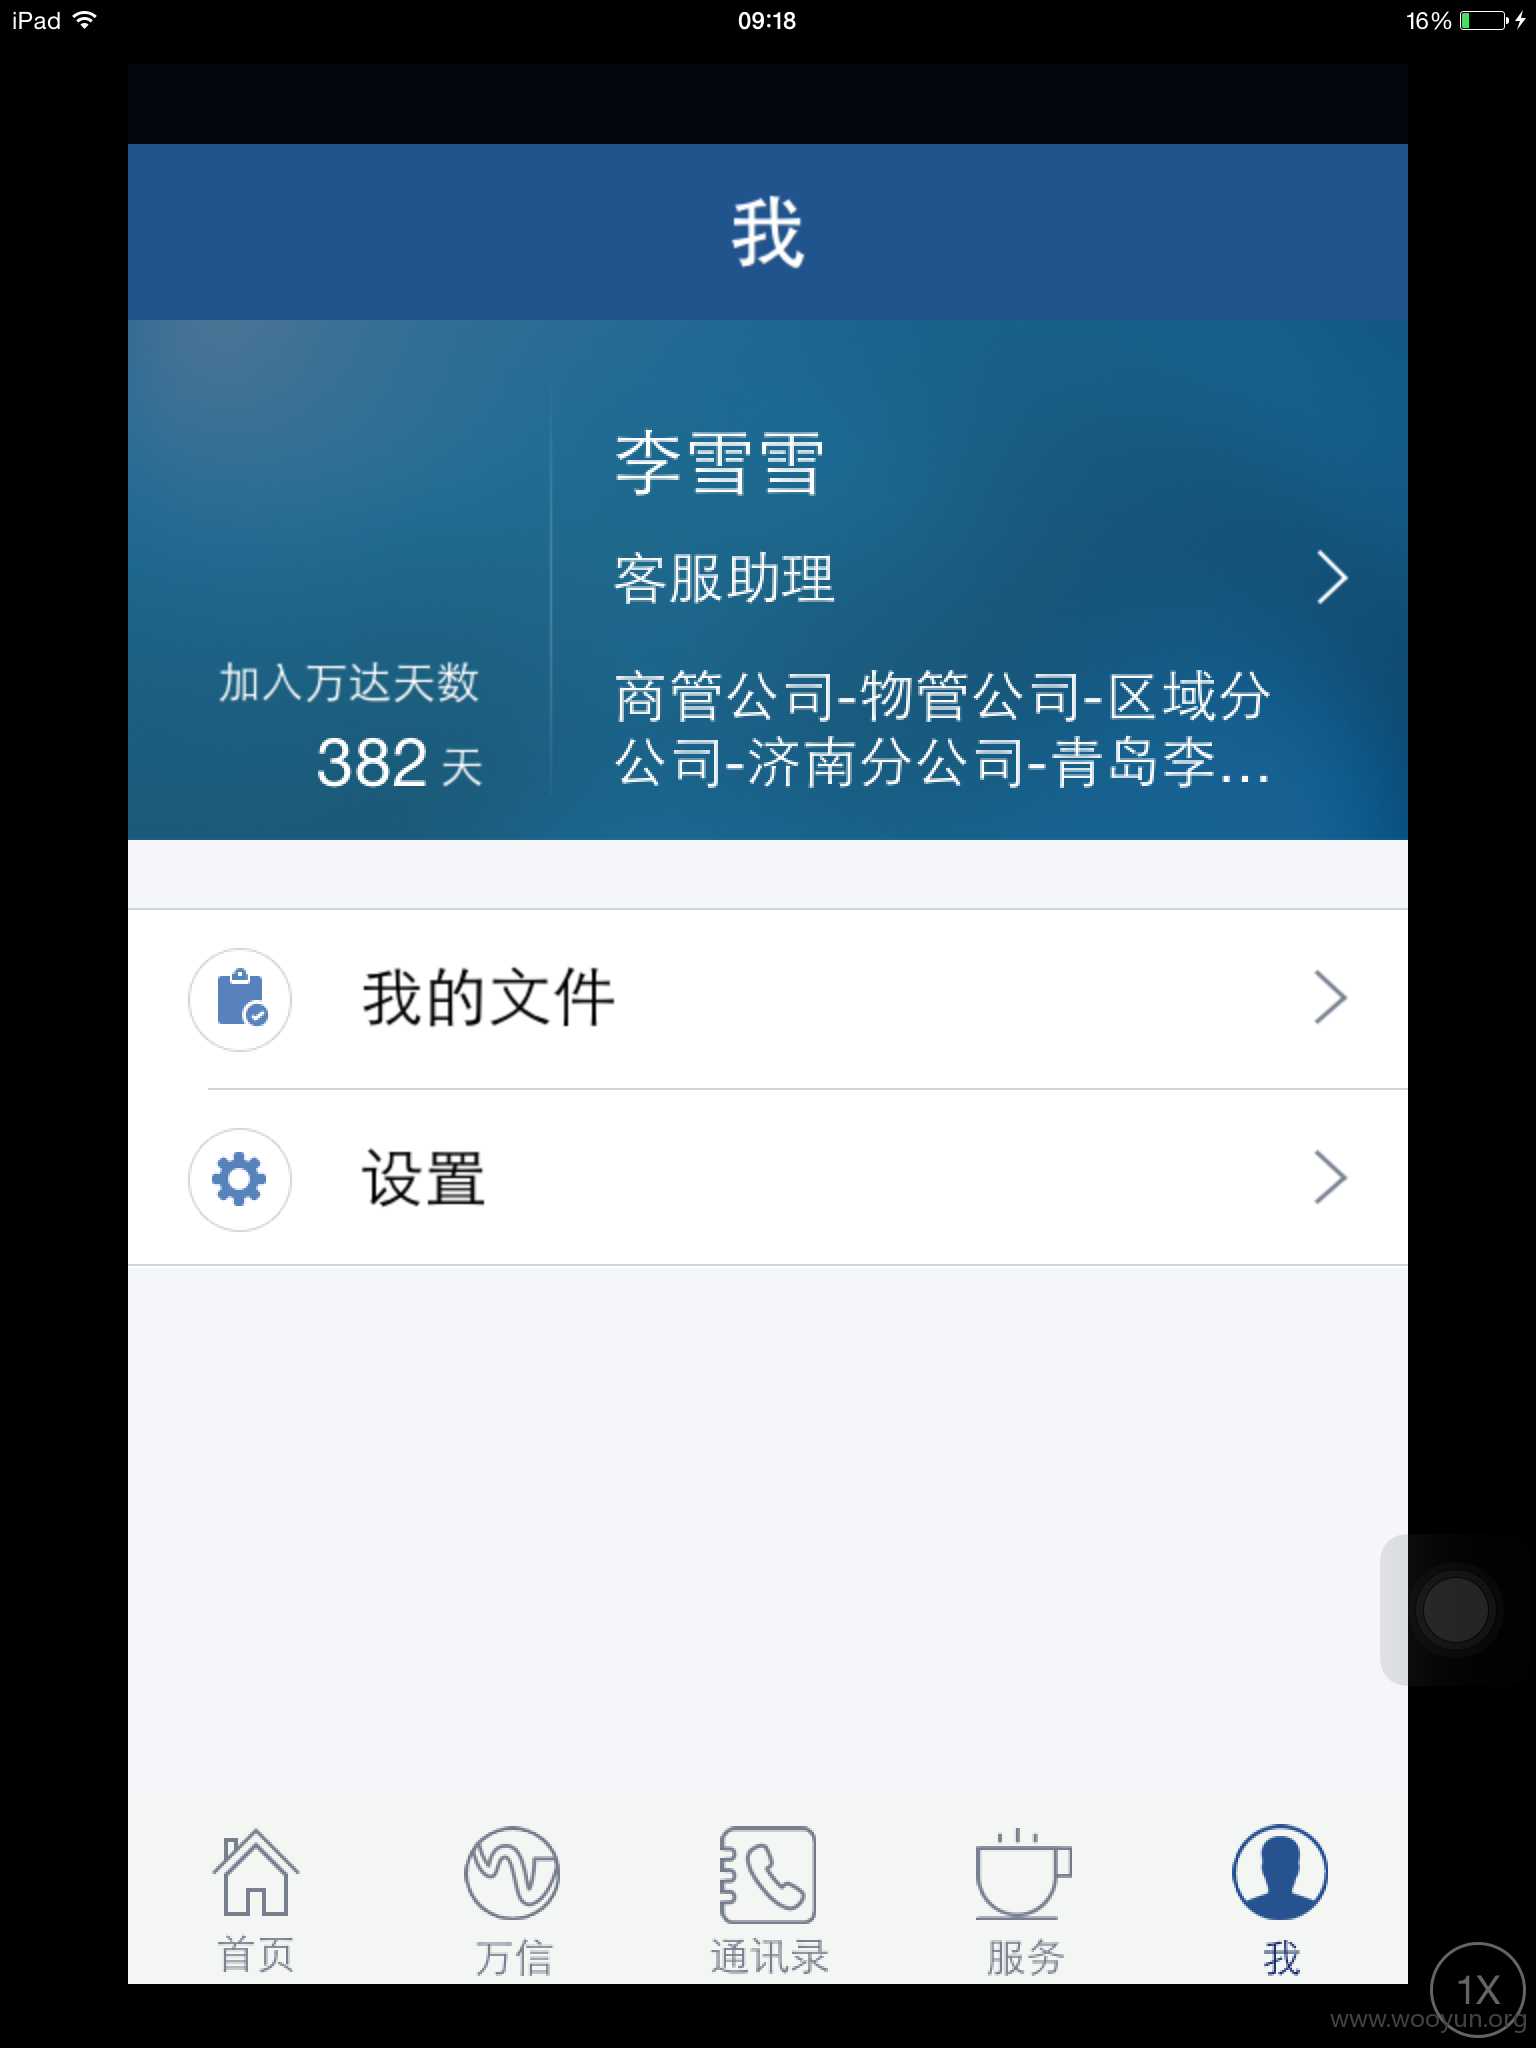 iPad 09:18 16%
我
李雪雪
客服助理
加入万达天数
382 天
商管公司-物管公司-区域分
公司-济南分公司-青岛李...
我的文件
设置
首页 万信 通讯录 服务 我
1X
www.wooyun.org